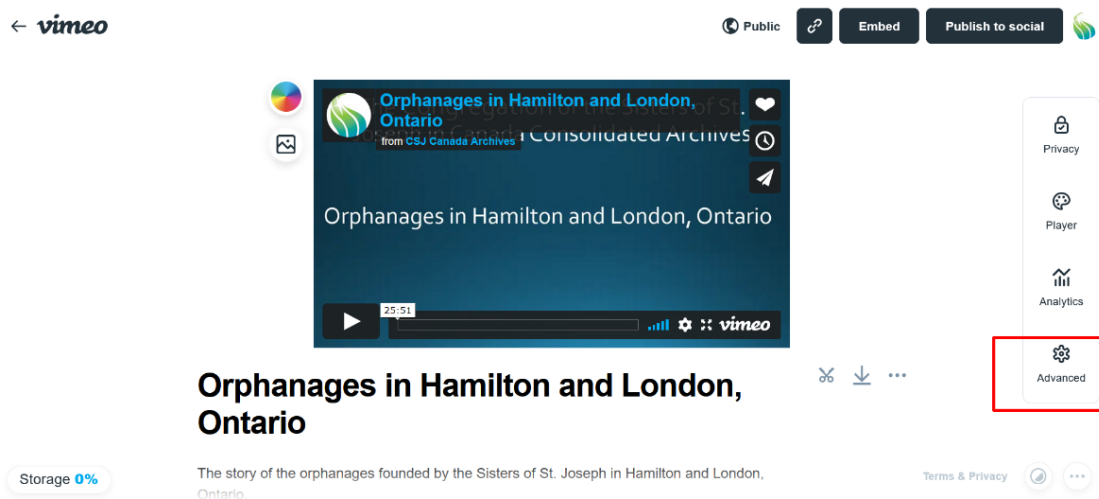 vimeo
Public
Embed
Publish to social
Orphanages in Hamilton and London,
Ontario
from CSJ Canada Archives
Consolidated Archives
Orphanages in Hamilton and London, Ontario
25:51
vimeo
Privacy
Player
Analytics
Advanced
Orphanages in Hamilton and London,
Ontario
The story of the orphanages founded by the Sisters of St. Joseph in Hamilton and London,
Ontario.
Storage 0%
Terms & Privacy